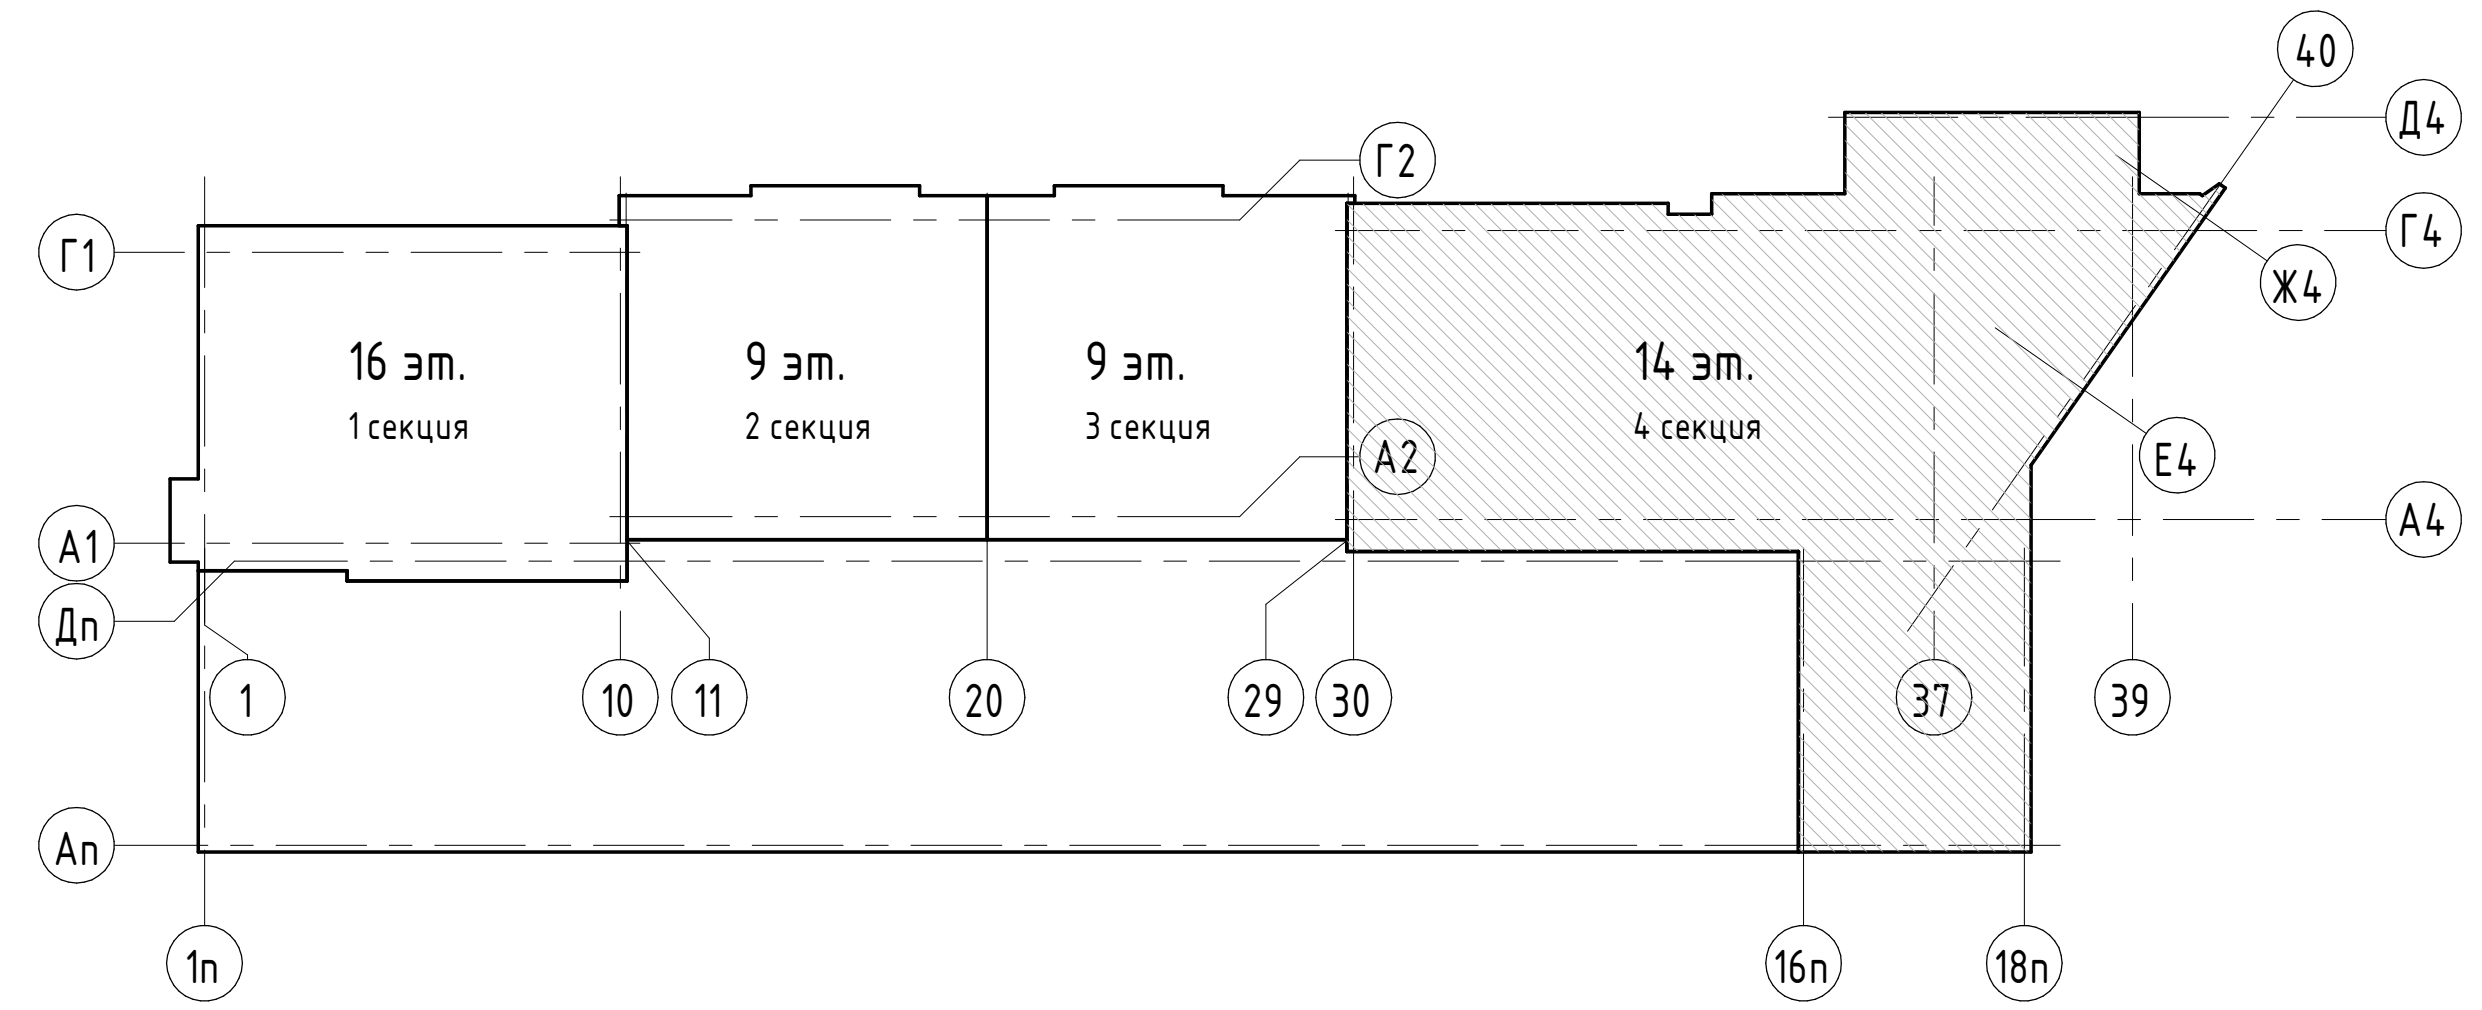 40
Д4
Г2
Г4
Г1
Ж4
16 эт.
9 эт.
9 эт.
14 эт.
1 секция
2 секция
3 секция
4 секция
А2
Е4
А4
А1
Дп
1
10
11
20
29
30
37
39
Ап
1п
16п
18п